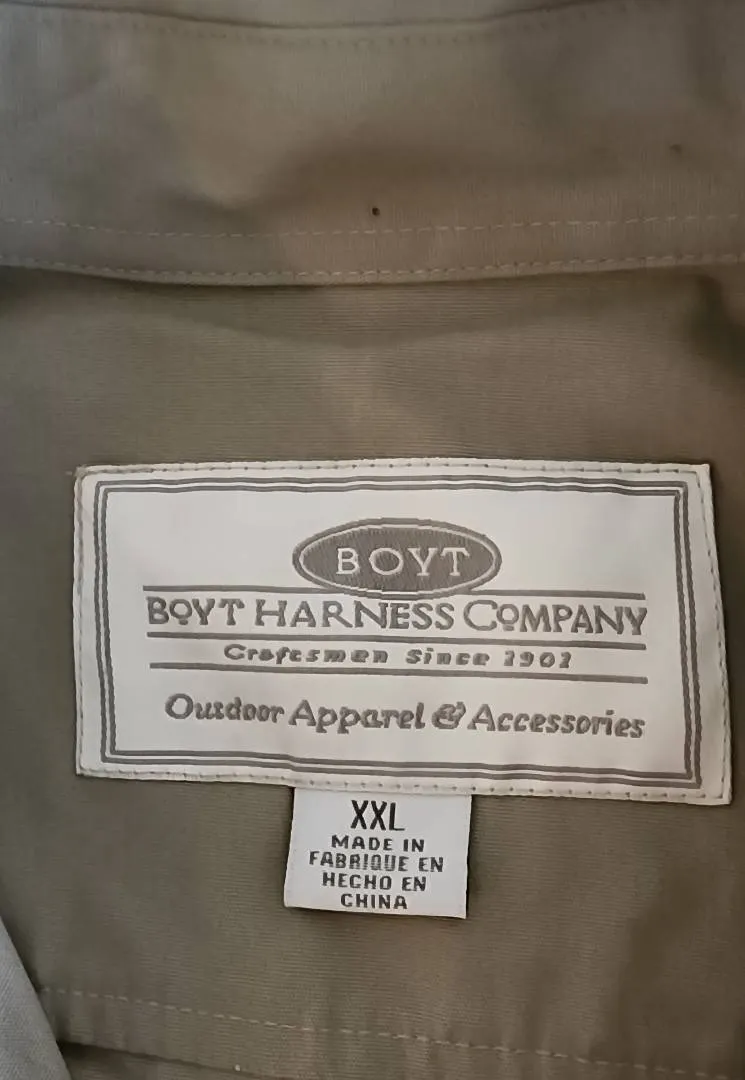 BOYT
BOYT HARNESS COMPANY
Craftsmen Since 1901
Outdoor Apparel & Accessories
XXL
MADE IN
FABRIQUE EN
HECHO EN
CHINA